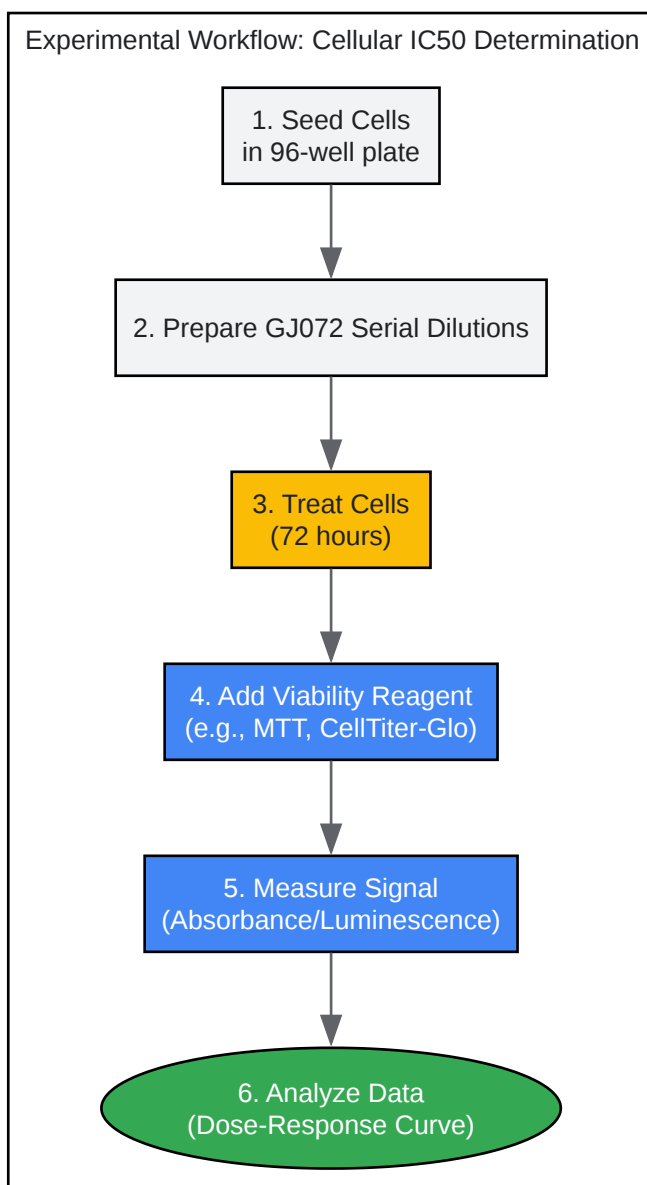 Experimental Workflow: Cellular IC50 Determination
1. Seed Cells
in 96-well plate
2. Prepare GJ072 Serial Dilutions
3. Treat Cells
(72 hours)
4. Add Viability Reagent
(e.g., MTT, CellTiter-Glo)
5. Measure Signal
(Absorbance/Luminescence)
6. Analyze Data
(Dose-Response Curve)